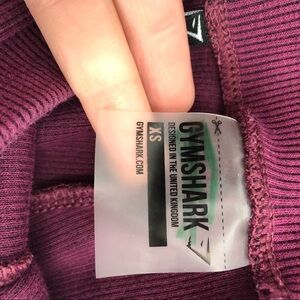 GYMSHARK
DESIGNED IN THE UNITED KINGDOM
XS
GYMSHARK.COM